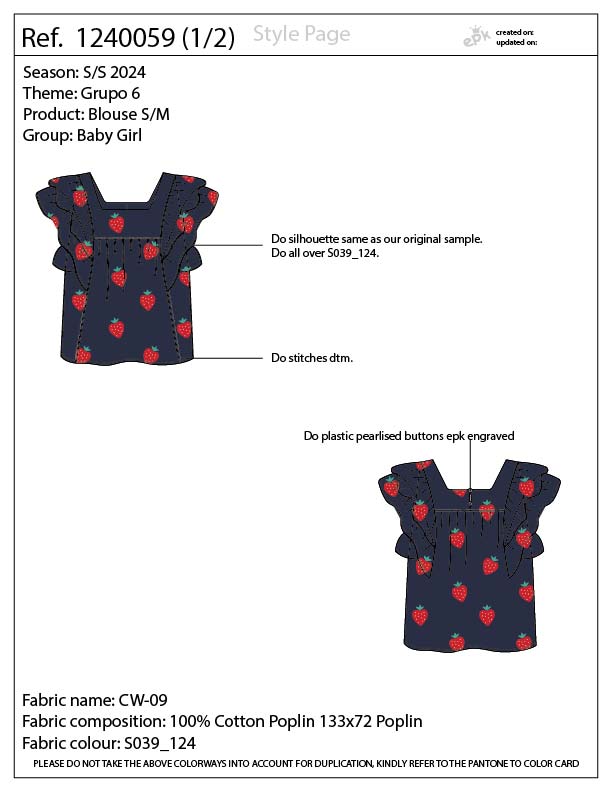 Ref. 1240059 (1/2)
Style Page
epk
created on:
updated on:
Season: S/S 2024
Theme: Grupo 6
Product: Blouse S/M
Group: Baby Girl
Do silhouette same as our original sample.
Do all over S039_124.
Do stitches dtm.
Do plastic pearlised buttons epk engraved
Fabric name: CW-09
Fabric composition: 100% Cotton Poplin 133x72 Poplin
Fabric colour: S039_124
PLEASE DO NOT TAKE THE ABOVE COLORWAYS INTO ACCOUNT FOR DUPLICATION, KINDLY REFER TO THE PANTONE TO COLOR CARD